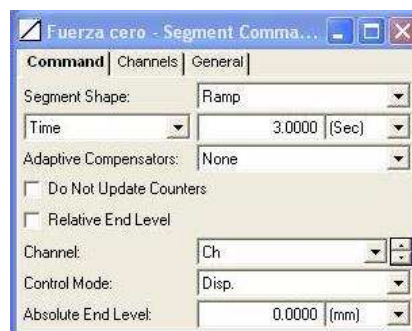 Fuerza cero - Segment Comma...
Command Channels General
Segment Shape: Ramp
Time 3.0000 (Sec)
Adaptive Compensators: None
Do Not Update Counters
Relative End Level
Channel: Ch
Control Mode: Disp.
Absolute End Level: 0.0000 (mm)